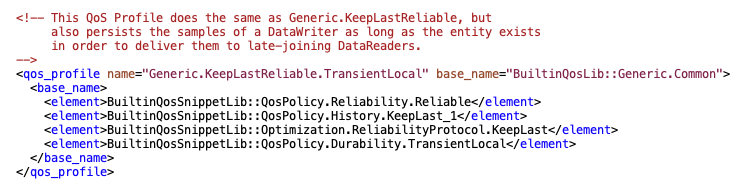 <!-- This QoS Profile does the same as Generic.KeepLastReliable, but
     also persists the samples of a DataWriter as long as the entity exists
     in order to deliver them to late-joining DataReaders.
-->
<qos_profile name="Generic.KeepLastReliable.TransientLocal" base_name="BuiltinQosLib::Generic.Common">
  <base_name>
    <element>BuiltinQosSnippetLib::QosPolicy.Reliability.Reliable</element>
    <element>BuiltinQosSnippetLib::QosPolicy.History.KeepLast_1</element>
    <element>BuiltinQosSnippetLib::Optimization.ReliabilityProtocol.KeepLast</element>
    <element>BuiltinQosSnippetLib::QosPolicy.Durability.TransientLocal</element>
  </base_name>
</qos_profile>